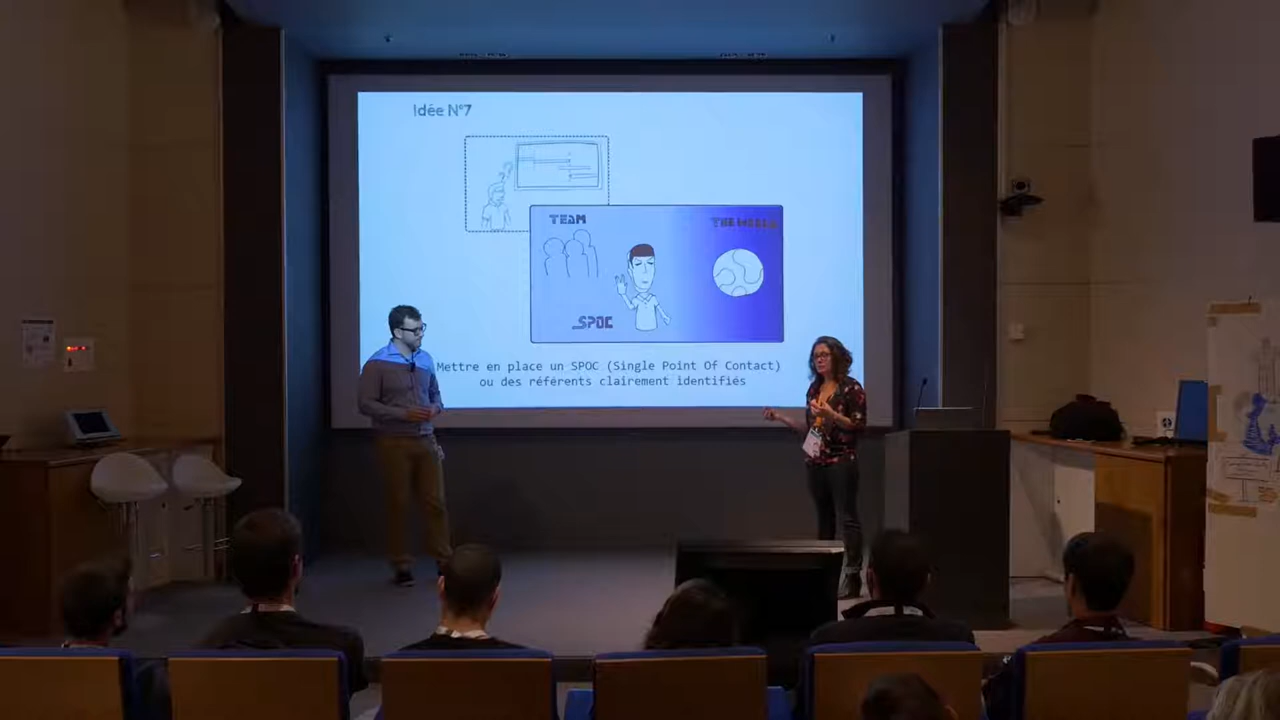 Idée N°7
TEAM
THE WORLD
SPOC
Mettre en place un SPOC (Single Point Of Contact)
ou des référents clairement identifiés